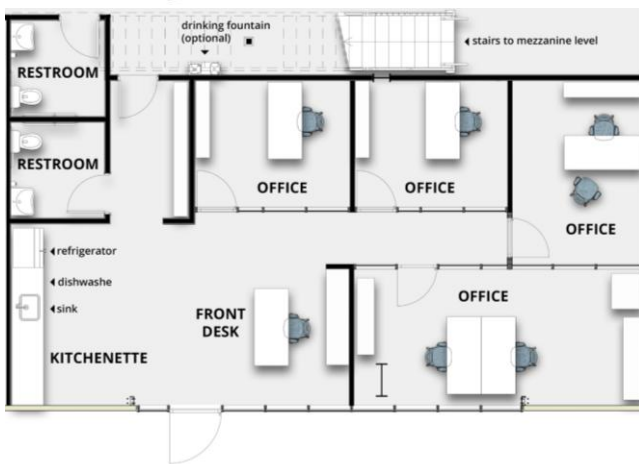 drinking fountain
(optional)
stairs to mezzanine level
RESTROOM
RESTROOM
OFFICE
OFFICE
OFFICE
refrigerator
dishwashe
sink
FRONT
DESK
OFFICE
KITCHENETTE